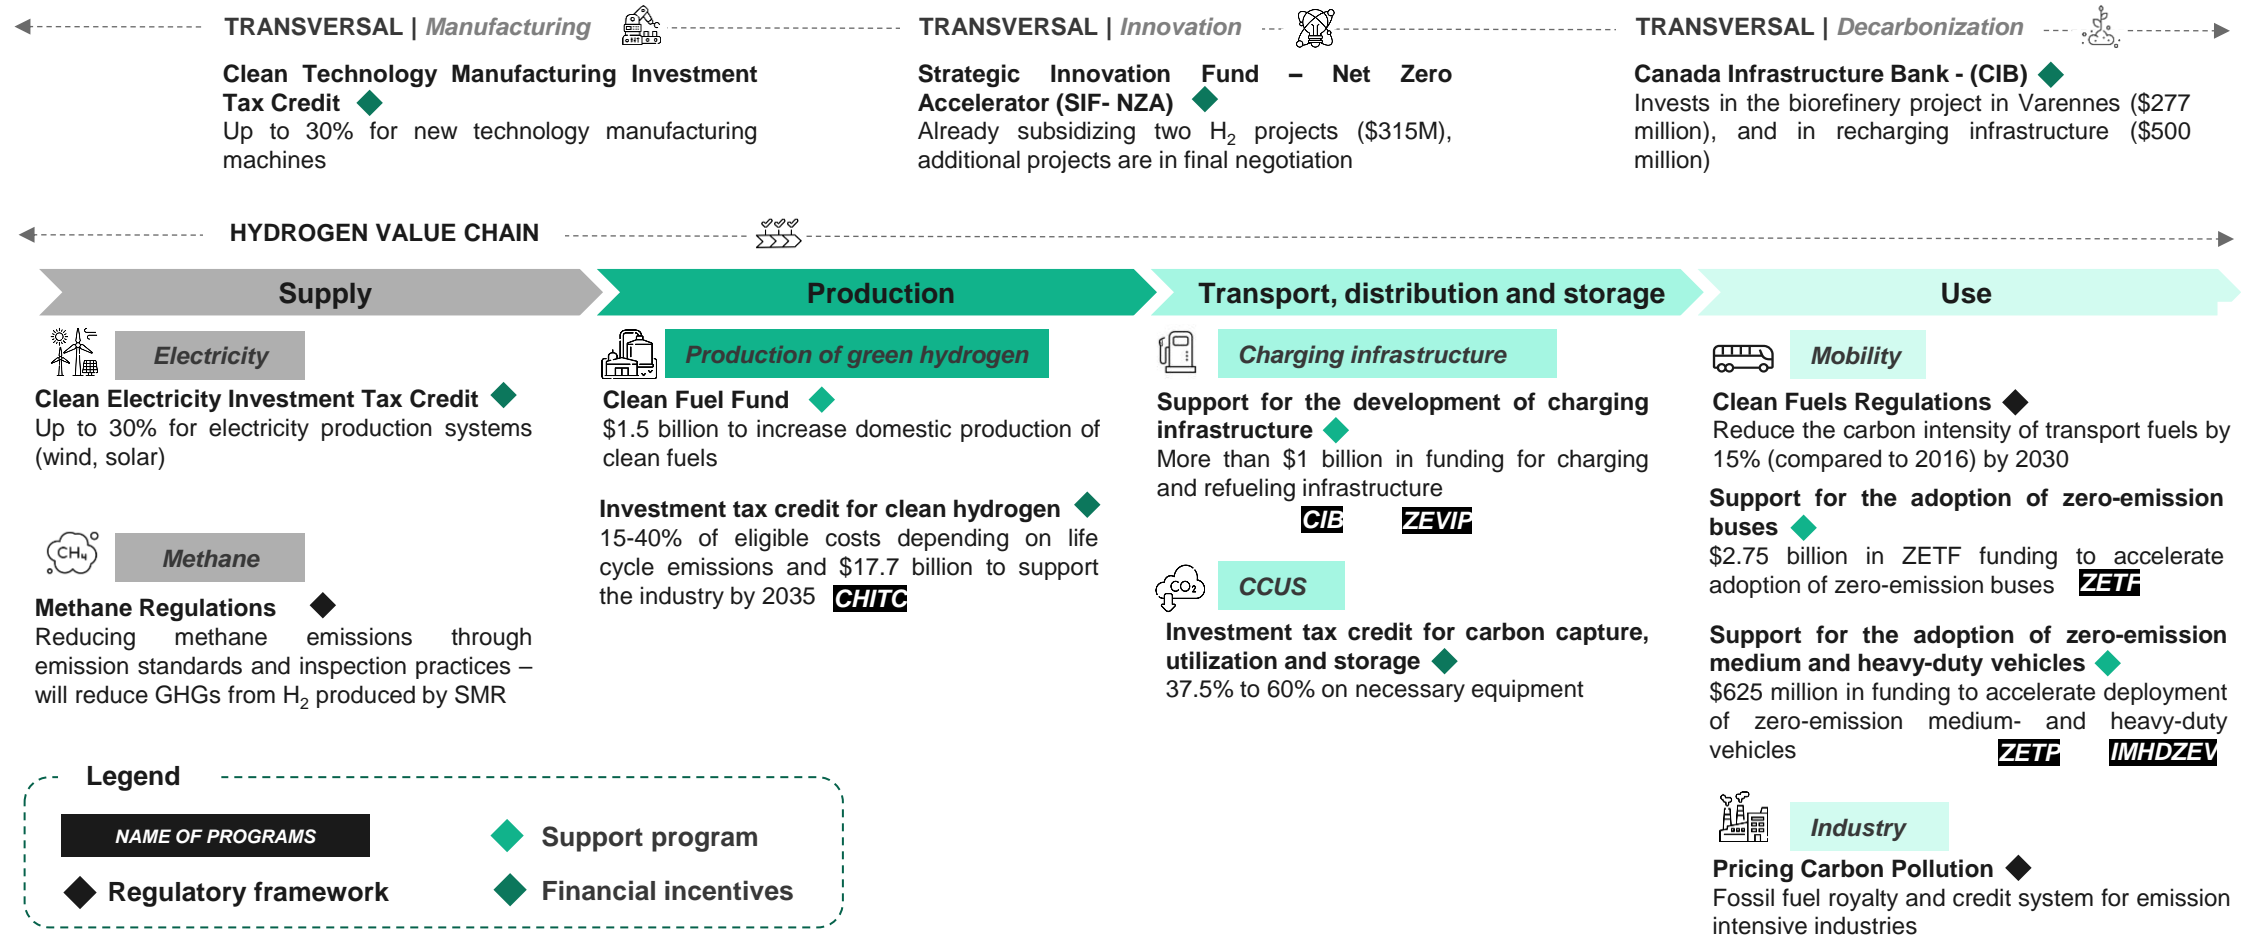 TRANSVERSAL | Manufacturing
Clean Technology Manufacturing Investment
Tax Credit
Up to 30% for new technology manufacturing
machines
TRANSVERSAL | Innovation
Strategic Innovation Fund – Net Zero
Accelerator (SIF- NZA)
Already subsidizing two H2 projects ($315M),
additional projects are in final negotiation
TRANSVERSAL | Decarbonization
Canada Infrastructure Bank - (CIB)
Invests in the biorefinery project in Varennes ($277
million), and in recharging infrastructure ($500
million)
HYDROGEN VALUE CHAIN
Supply
Electricity
Clean Electricity Investment Tax Credit
Up to 30% for electricity production systems
(wind, solar)
CH4
Methane
Methane Regulations
Reducing methane emissions through
emission standards and inspection practices –
will reduce GHGs from H2 produced by SMR
Production
Production of green hydrogen
Clean Fuel Fund
$1.5 billion to increase domestic production of
clean fuels
Investment tax credit for clean hydrogen
15-40% of eligible costs depending on life
cycle emissions and $17.7 billion to support
the industry by 2035 CHITC
Transport, distribution and storage
Charging infrastructure
Support for the development of charging
infrastructure
More than $1 billion in funding for charging
and refueling infrastructure
CIB ZEVIP
CO2
CCUS
Investment tax credit for carbon capture,
utilization and storage
37.5% to 60% on necessary equipment
Use
Mobility
Clean Fuels Regulations
Reduce the carbon intensity of transport fuels by
15% (compared to 2016) by 2030
Support for the adoption of zero-emission
buses
$2.75 billion in ZETF funding to accelerate
adoption of zero-emission buses ZETF
Support for the adoption of zero-emission
medium and heavy-duty vehicles
$625 million in funding to accelerate deployment
of zero-emission medium- and heavy-duty
vehicles ZETP IMHDZEV
Industry
Pricing Carbon Pollution
Fossil fuel royalty and credit system for emission
intensive industries
Legend
NAME OF PROGRAMS
Support program
Regulatory framework
Financial incentives